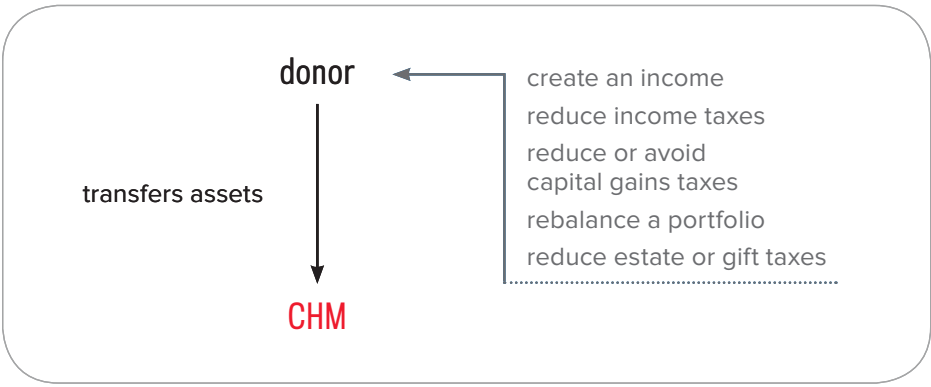 donor
create an income
reduce income taxes
reduce or avoid
capital gains taxes
transfers assets
rebalance a portfolio
reduce estate or gift taxes
CHM